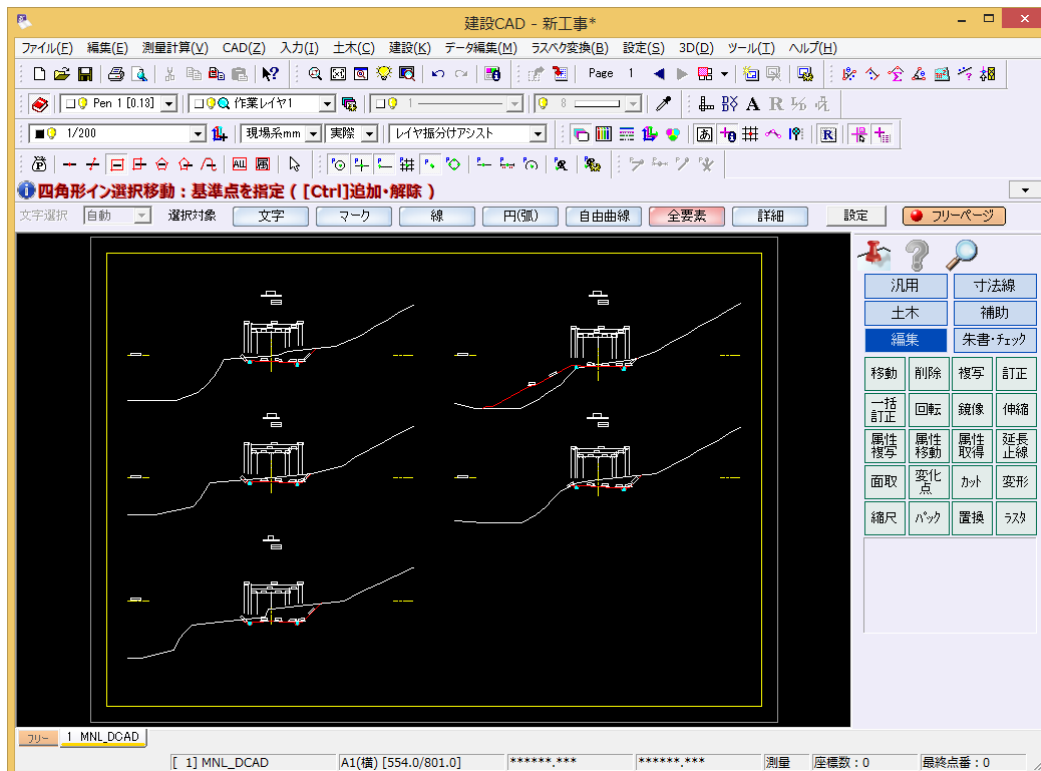 建設CAD - 新工事*
ファイル(F) 編集(E) 測量計算(V) CAD(Z) 入力(I) 土木(C) 建設(K) データ編集(M) ラスベク変換(B) 設定(S) 3D(D) ツール(T) ヘルプ(H)
Page 1
Pen 1 [0.13] 作業レイヤ1 1 8
1/200 現場系mm 実際 レイヤ振分けアシスト
ALL
四角形イン選択移動：基準点を指定 ( [Ctrl]追加・解除 )
文字選択 自動 選択対象 文字 マーク 線 円(弧) 自由曲線 全要素 詳細 設定 フリーページ
汎用 寸法線
土木 補助
編集 朱書・チェック
移動 削除 複写 訂正
一括訂正 回転 鏡像 伸縮
属性複写 属性移動 属性取得 延長止線
面取 変化点 カット 変形
縮尺 パック 置換 ラスタ
フリー 1 MNL_DCAD
[ 1] MNL_DCAD A1(横) [554.0/801.0] ******.*** ******.*** 測量 座標数：0 最終点番：0